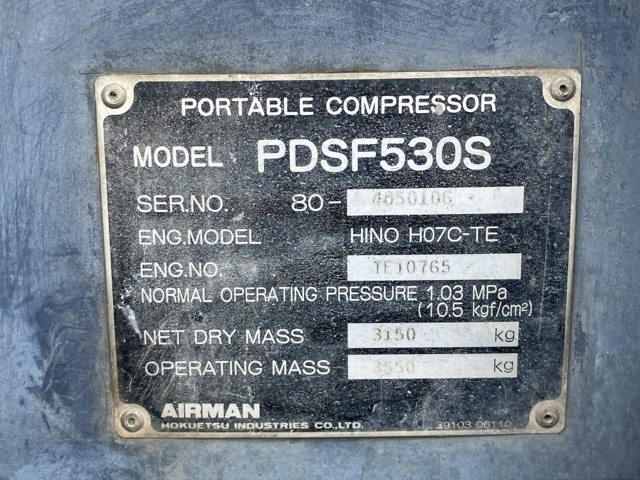 PORTABLE COMPRESSOR
MODEL PDSF530S
SER.NO. 80- 4650106
ENG.MODEL HINO H07C-TE
ENG.NO. TE10765
NORMAL OPERATING PRESSURE 1.03 MPa
(10.5 kgf/cm²)
NET DRY MASS 3150 kg
OPERATING MASS 3550 kg
AIRMAN
HOKUETSU INDUSTRIES CO.,LTD.
39103 06110